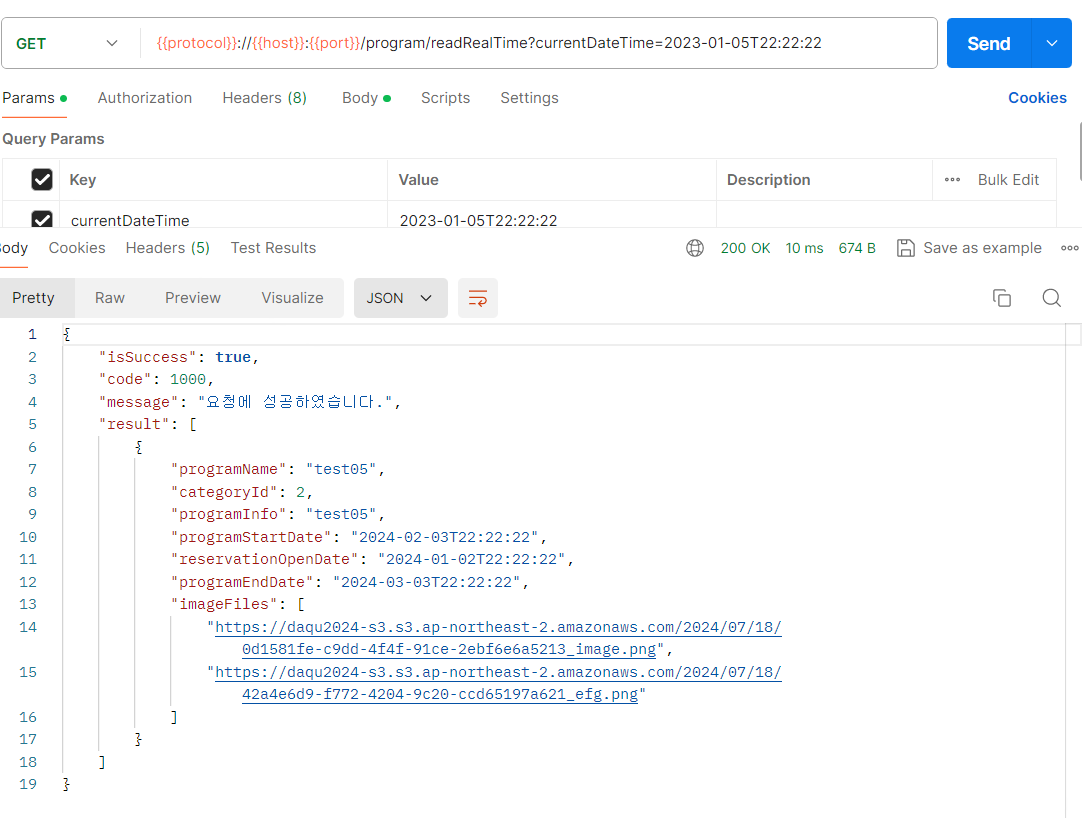 GET {{protocol}}://{{host}}:{{port}}/program/readRealTime?currentDateTime=2023-01-05T22:22:22 Send
Params Authorization Headers (8) Body Scripts Settings Cookies
Query Params
Key Value Description ••• Bulk Edit
currentDateTime 2023-01-05T22:22:22
Body Cookies Headers (5) Test Results 200 OK 10 ms 674 B Save as example •••
Pretty Raw Preview Visualize JSON
1 {
2 "isSuccess": true,
3 "code": 1000,
4 "message": "요청에 성공하였습니다.",
5 "result": [
6 {
7 "programName": "test05",
8 "categoryId": 2,
9 "programInfo": "test05",
10 "programStartDate": "2024-02-03T22:22:22",
11 "reservationOpenDate": "2024-01-02T22:22:22",
12 "programEndDate": "2024-03-03T22:22:22",
13 "imageFiles": [
14 "https://daqu2024-s3.s3.ap-northeast-2.amazonaws.com/2024/07/18/
0d1581fe-c9dd-4f4f-91ce-2ebf6e6a5213_image.png",
15 "https://daqu2024-s3.s3.ap-northeast-2.amazonaws.com/2024/07/18/
42a4e6d9-f772-4204-9c20-ccd65197a621_efg.png"
16 ]
17 }
18 ]
19 }